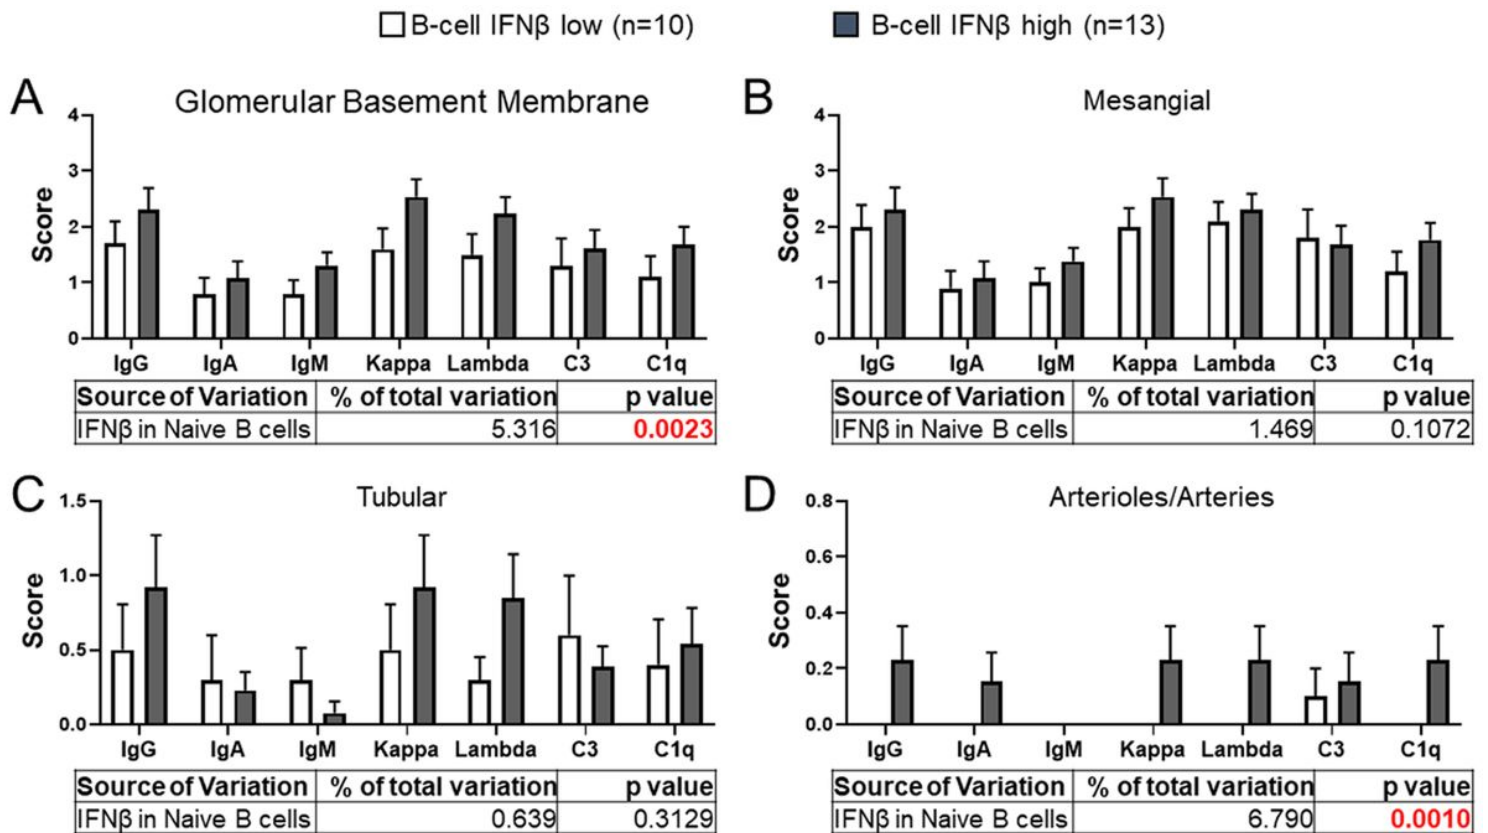 B-cell IFNβ low (n=10) B-cell IFNβ high (n=13)
A Glomerular Basement Membrane
4
3
2
1
0
Score
IgG IgA IgM Kappa Lambda C3 C1q
Source of Variation % of total variation p value
IFNβ in Naive B cells 5.316 0.0023
B Mesangial
4
3
2
1
0
Score
IgG IgA IgM Kappa Lambda C3 C1q
Source of Variation % of total variation p value
IFNβ in Naive B cells 1.469 0.1072
C Tubular
1.5
1.0
0.5
0.0
Score
IgG IgA IgM Kappa Lambda C3 C1q
Source of Variation % of total variation p value
IFNβ in Naive B cells 0.639 0.3129
D Arterioles/Arteries
0.8
0.6
0.4
0.2
0.0
Score
IgG IgA IgM Kappa Lambda C3 C1q
Source of Variation % of total variation p value
IFNβ in Naive B cells 6.790 0.0010